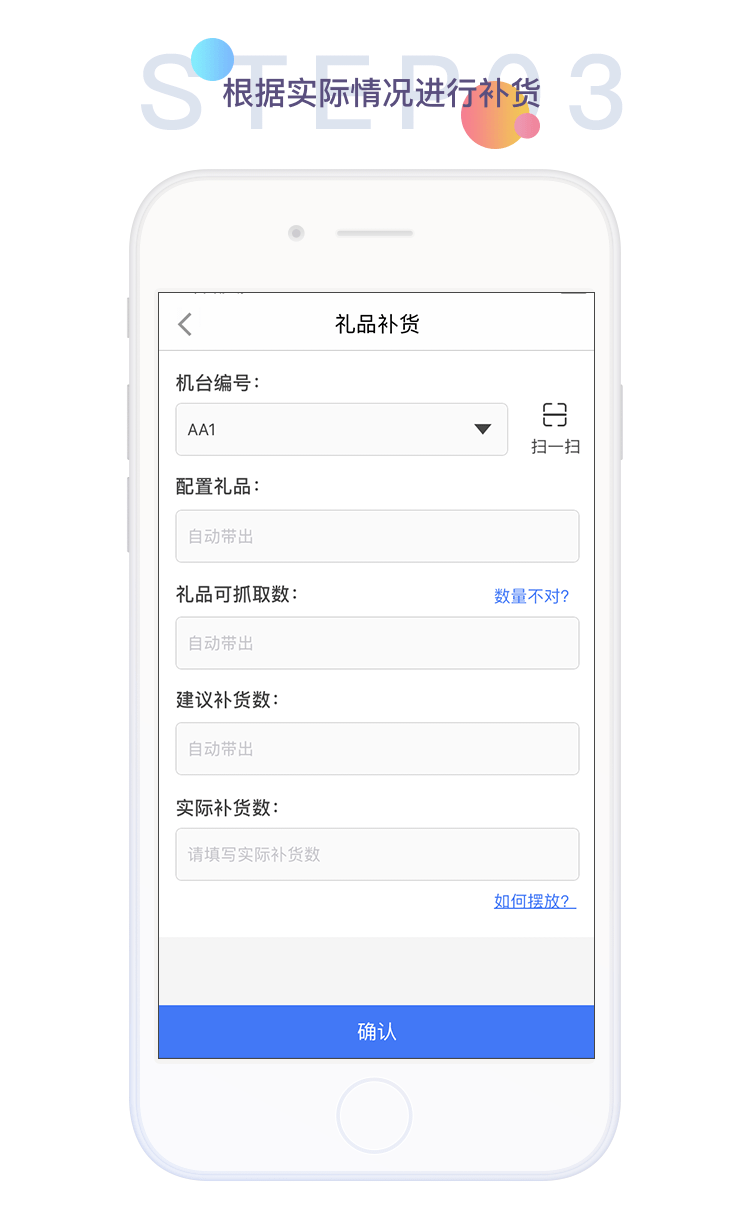 STEP03
根据实际情况进行补货
礼品补货
机台编号：
AA1
扫一扫
配置礼品：
自动带出
礼品可抓取数：
数量不对?
自动带出
建议补货数：
自动带出
实际补货数：
请填写实际补货数
如何摆放?
确认